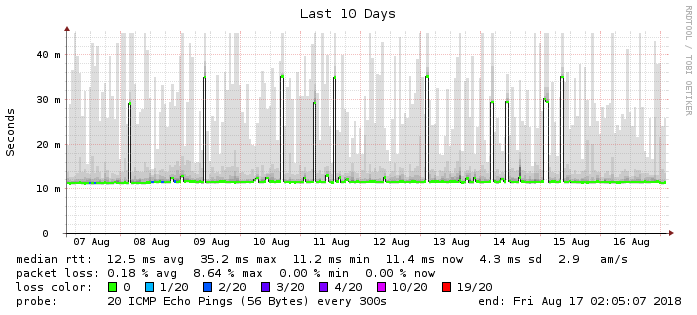 Last 10 Days
RRDTOOL / TOBI OETIKER
Seconds
40 m
30 m
20 m
10 m
0
07 Aug 08 Aug 09 Aug 10 Aug 11 Aug 12 Aug 13 Aug 14 Aug 15 Aug 16 Aug
median rtt: 12.5 ms avg 35.2 ms max 11.2 ms min 11.4 ms now 4.3 ms sd 2.9 am/s
packet loss: 0.18 % avg 8.64 % max 0.00 % min 0.00 % now
loss color: 0 1/20 2/20 3/20 4/20 10/20 19/20
probe: 20 ICMP Echo Pings (56 Bytes) every 300s end: Fri Aug 17 02:05:07 2018